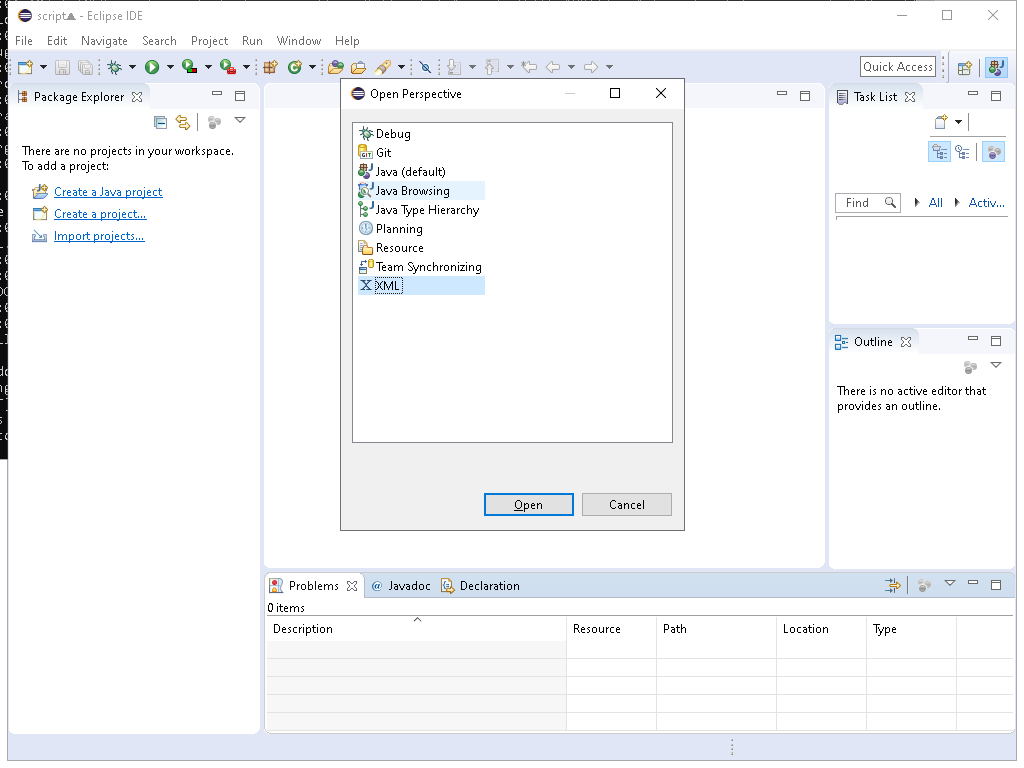 script▲ - Eclipse IDE
File Edit Navigate Search Project Run Window Help
Quick Access
Package Explorer
There are no projects in your workspace.
To add a project:
Create a Java project
Create a project...
Import projects...
Open Perspective
Debug
GIT Git
Java (default)
Java Browsing
Java Type Hierarchy
Planning
Resource
Team Synchronizing
X XML
Open Cancel
Task List
Find All Activ...
Outline
There is no active editor that
provides an outline.
Problems @ Javadoc Declaration
0 items
Description Resource Path Location Type